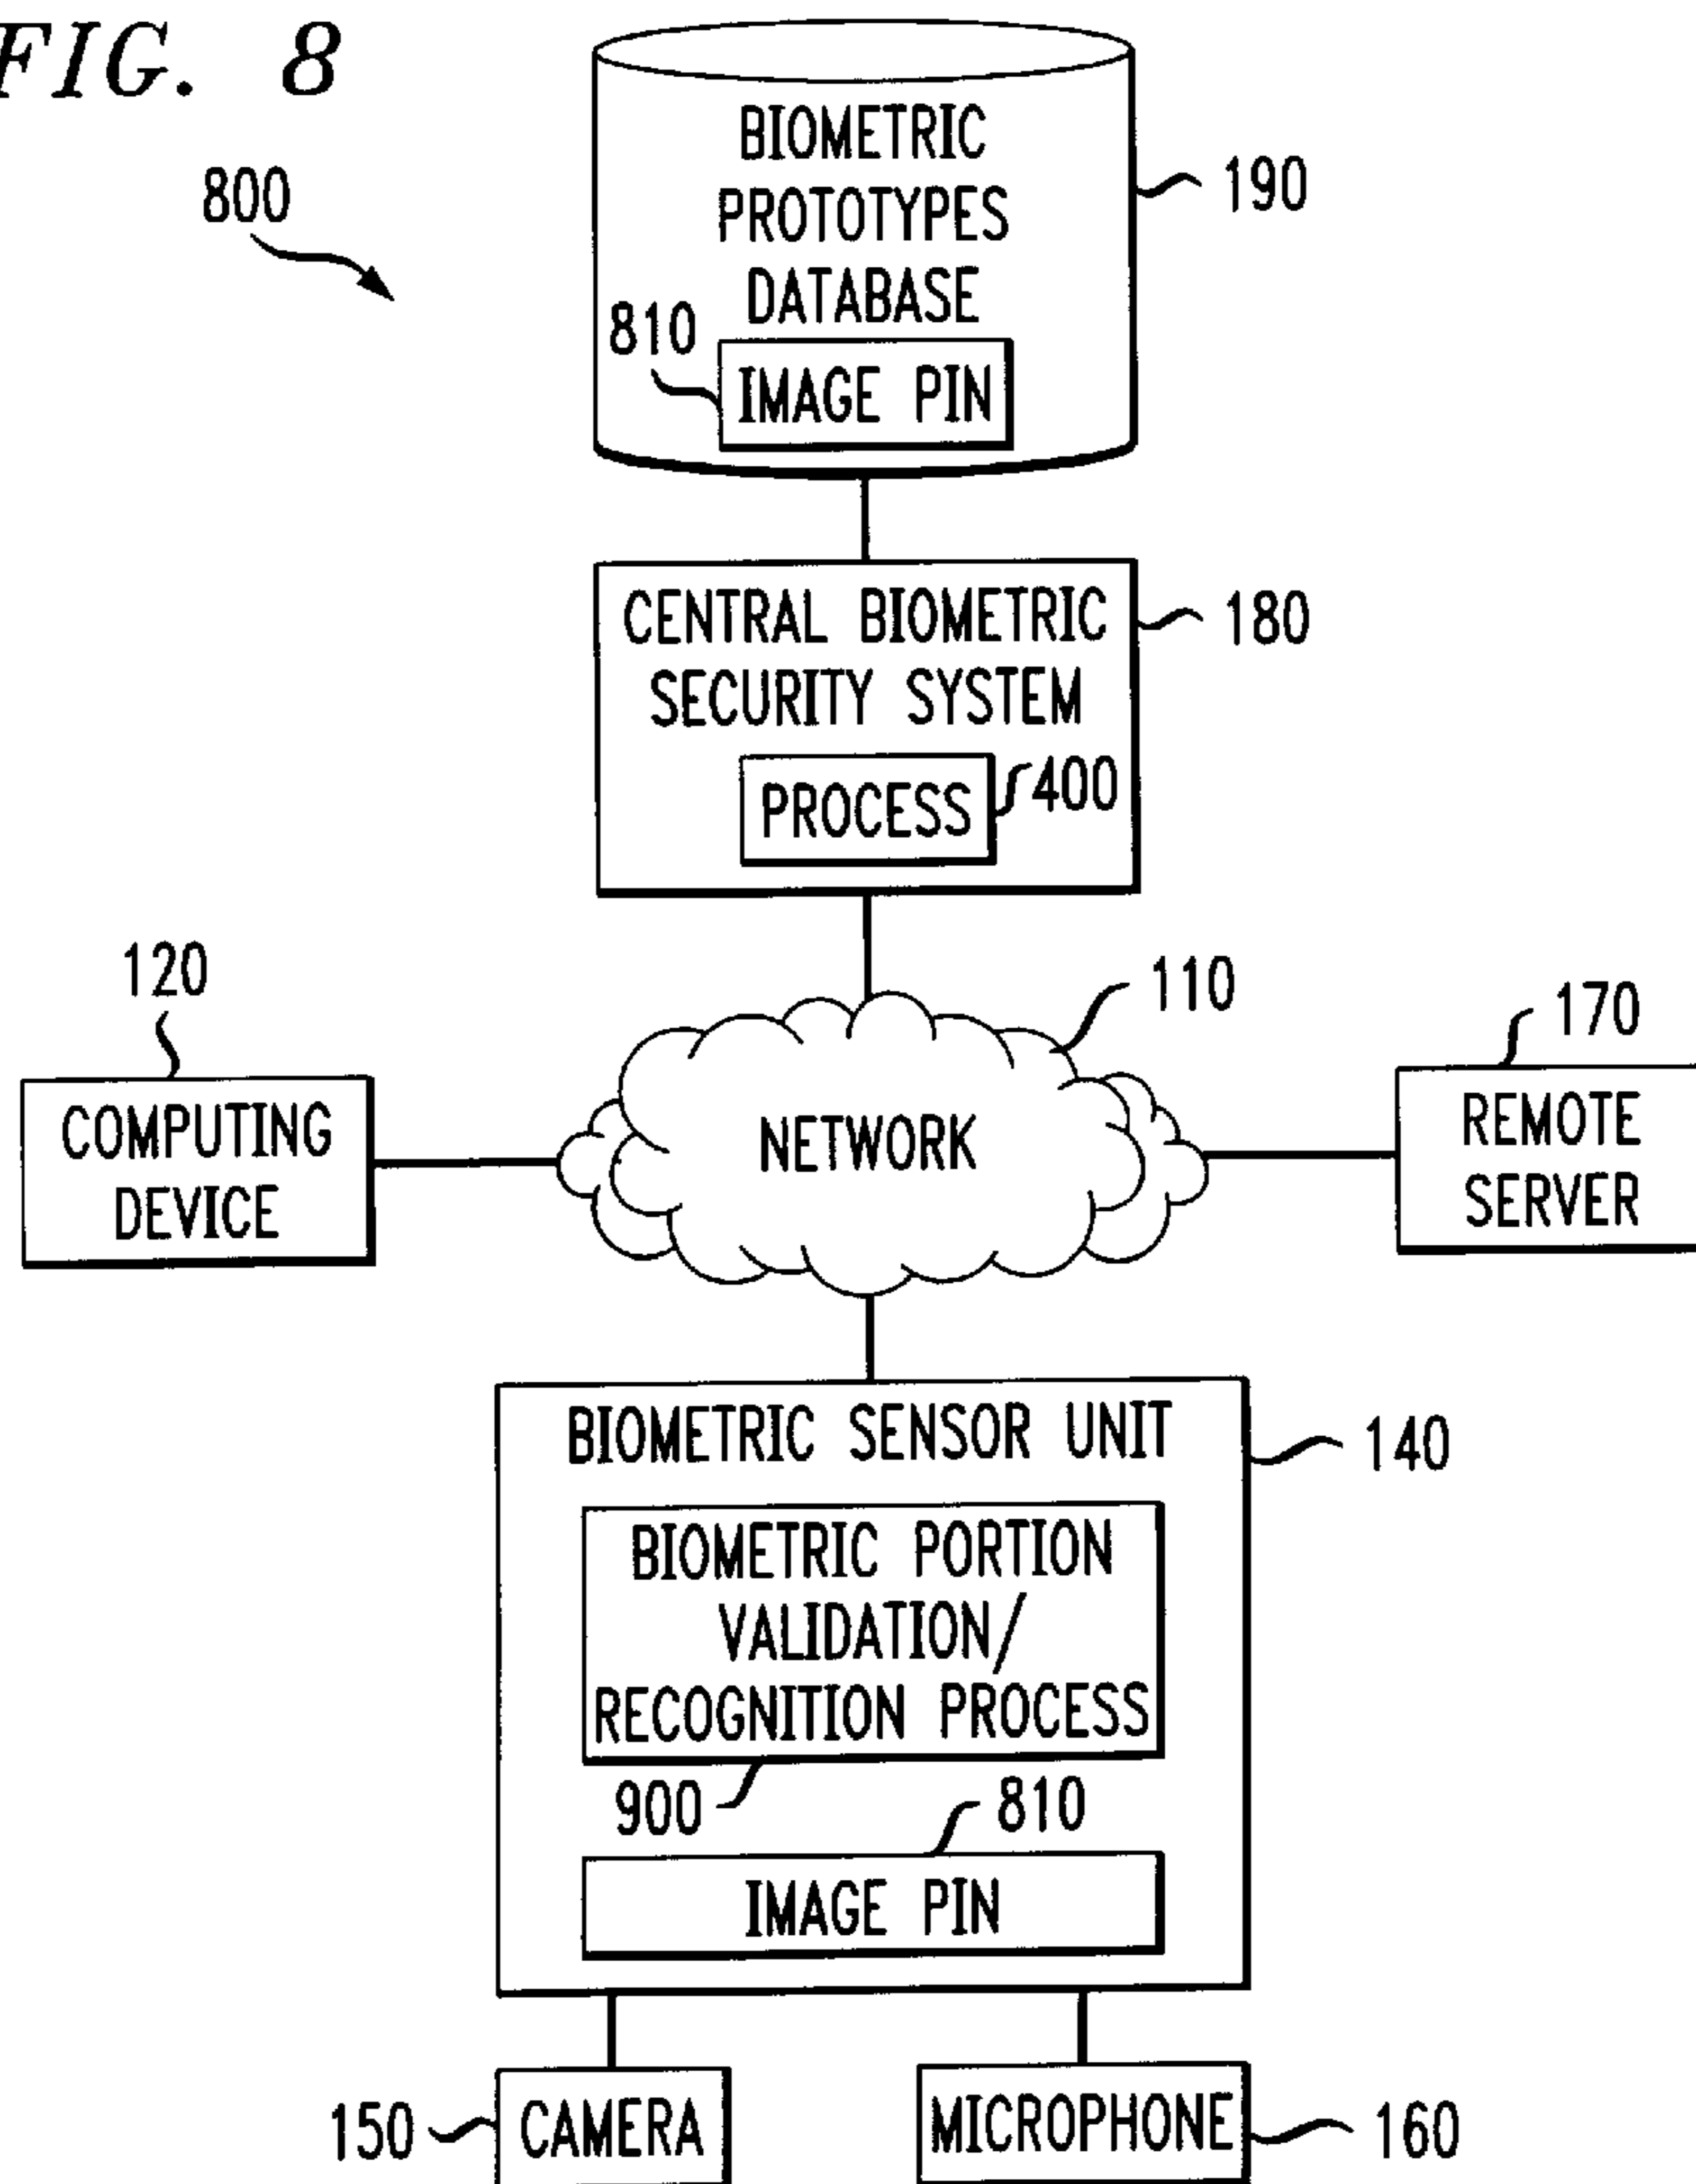 FIG. 8
800
BIOMETRIC
PROTOTYPES
DATABASE
190
810
IMAGE PIN
CENTRAL BIOMETRIC
SECURITY SYSTEM
180
PROCESS
400
120
COMPUTING
DEVICE
110
NETWORK
170
REMOTE
SERVER
BIOMETRIC SENSOR UNIT
140
BIOMETRIC PORTION
VALIDATION/
RECOGNITION PROCESS
900
810
IMAGE PIN
150
CAMERA
MICROPHONE
160